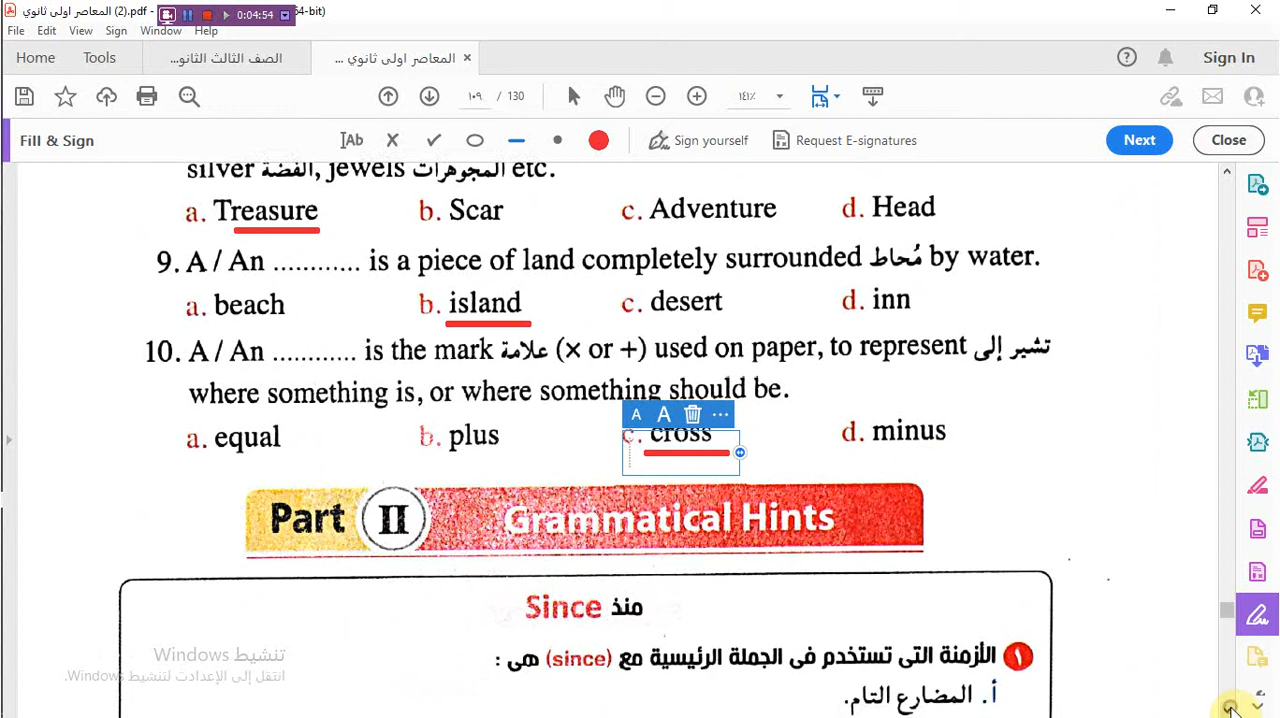 المعاصر اولى ثانوي (2).pdf - 0:04:54 64-bit)
File Edit View Sign Window Help
Home Tools الصف الثالث الثانو... المعاصر اولى ثانوي ... × Sign In
١٠٩ / 130 ١٤١٪
Fill & Sign Ab Sign yourself Request E-signatures Next Close
silver الفضة, jewels المجوهرات etc.
a. Treasure b. Scar c. Adventure d. Head
9. A / An ............ is a piece of land completely surrounded مُحاط by water.
a. beach b. island c. desert d. inn
10. A / An ............ is the mark علامة (× or +) used on paper, to represent تشير إلى
where something is, or where something should be.
A A ...
a. equal b. plus c. cross d. minus
Part II Grammatical Hints
Since منذ
١ الأزمنة التى تستخدم فى الجملة الرئيسية مع (since) هى :
أ. المضارع التام.
تنشيط Windows
انتقل إلى الإعدادات لتنشيط Windows.